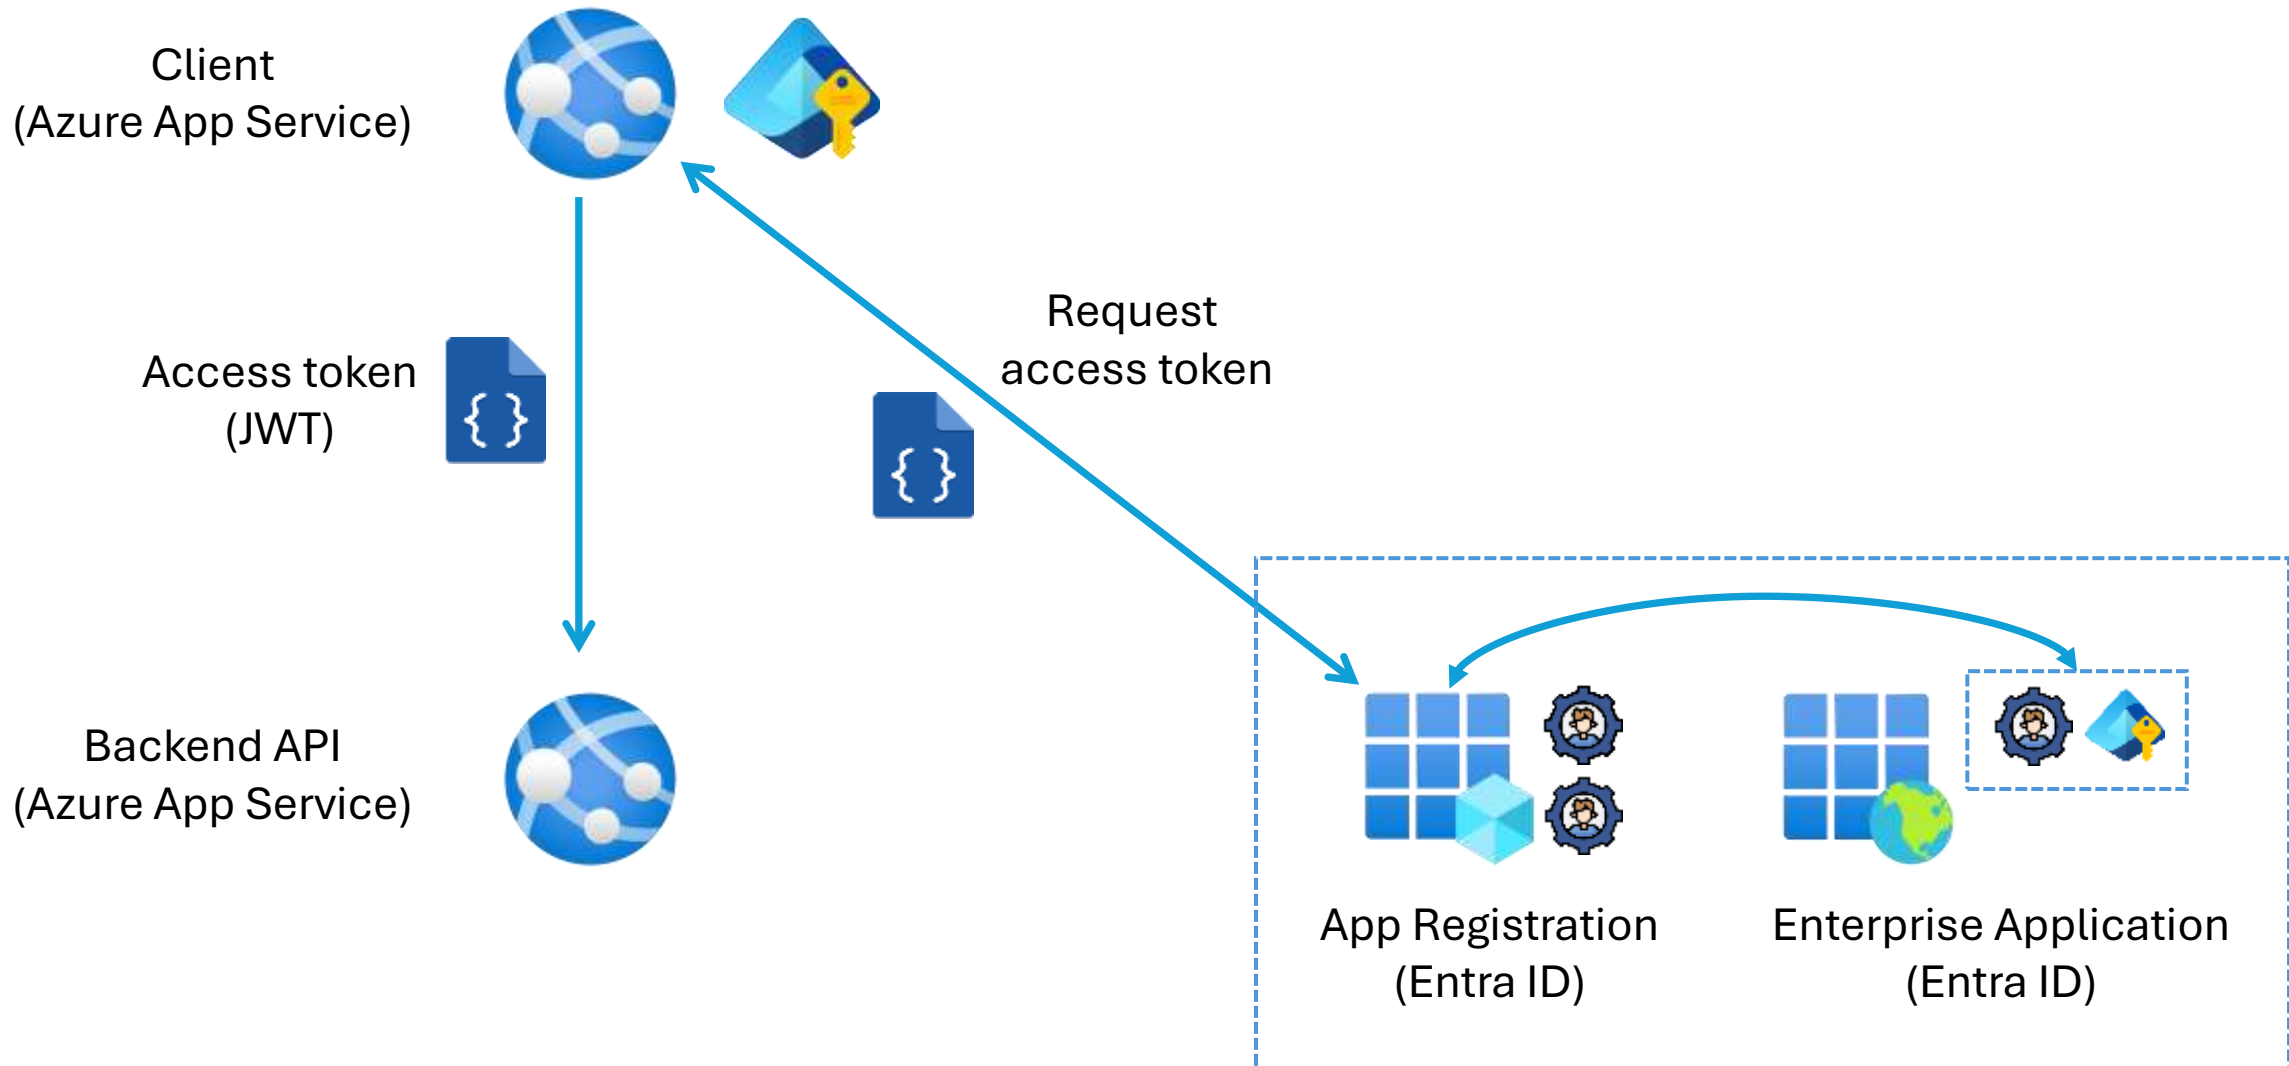 Client
(Azure App Service)
Request
access token
Access token
(JWT)
{ }
{ }
Backend API
(Azure App Service)
App Registration
(Entra ID)
Enterprise Application
(Entra ID)